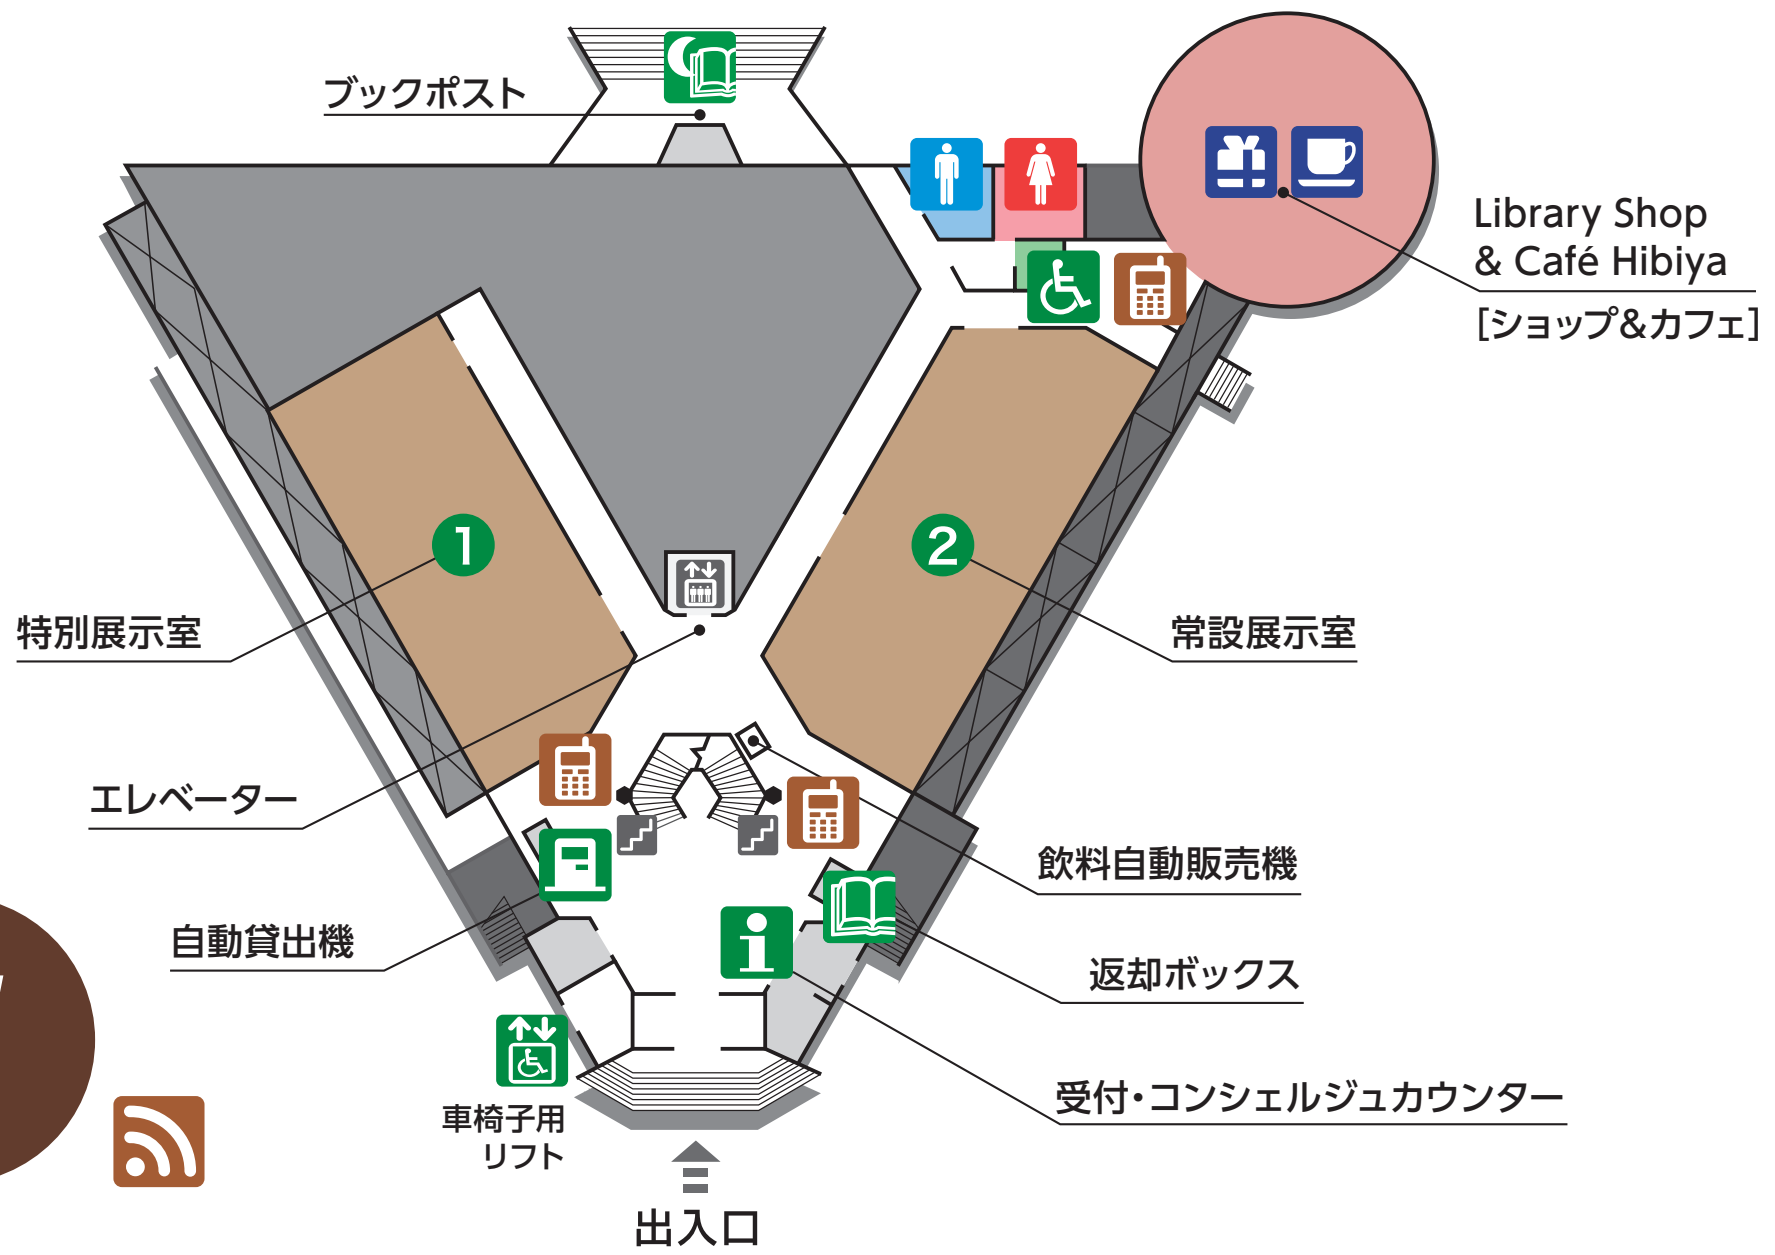 ブックポスト
Library Shop
& Café Hibiya
[ショップ&カフェ]
1
2
特別展示室
常設展示室
エレベーター
飲料自動販売機
自動貸出機
返却ボックス
受付・コンシェルジュカウンター
車椅子用
リフト
出入口